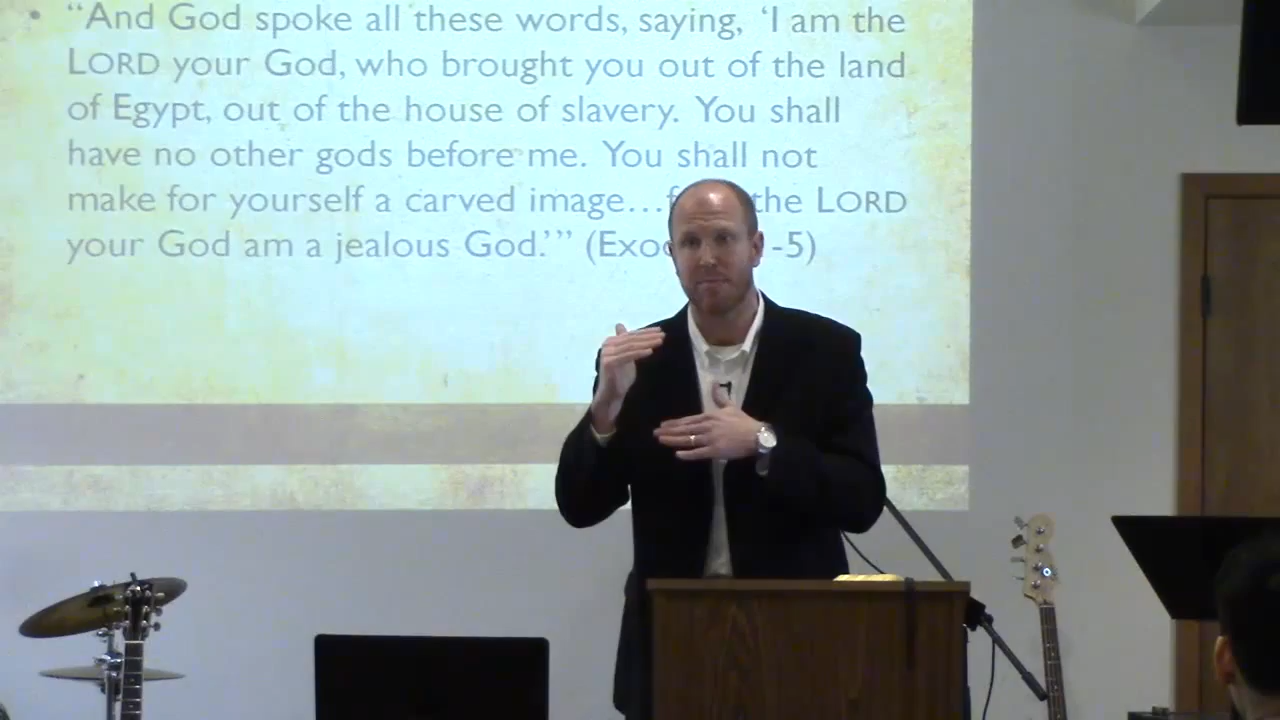 • “And God spoke all these words, saying, ‘I am the
LORD your God, who brought you out of the land
of Egypt, out of the house of slavery. You shall
have no other gods before me. You shall not
make for yourself a carved image… the LORD
your God am a jealous God.’” (Exo -5)